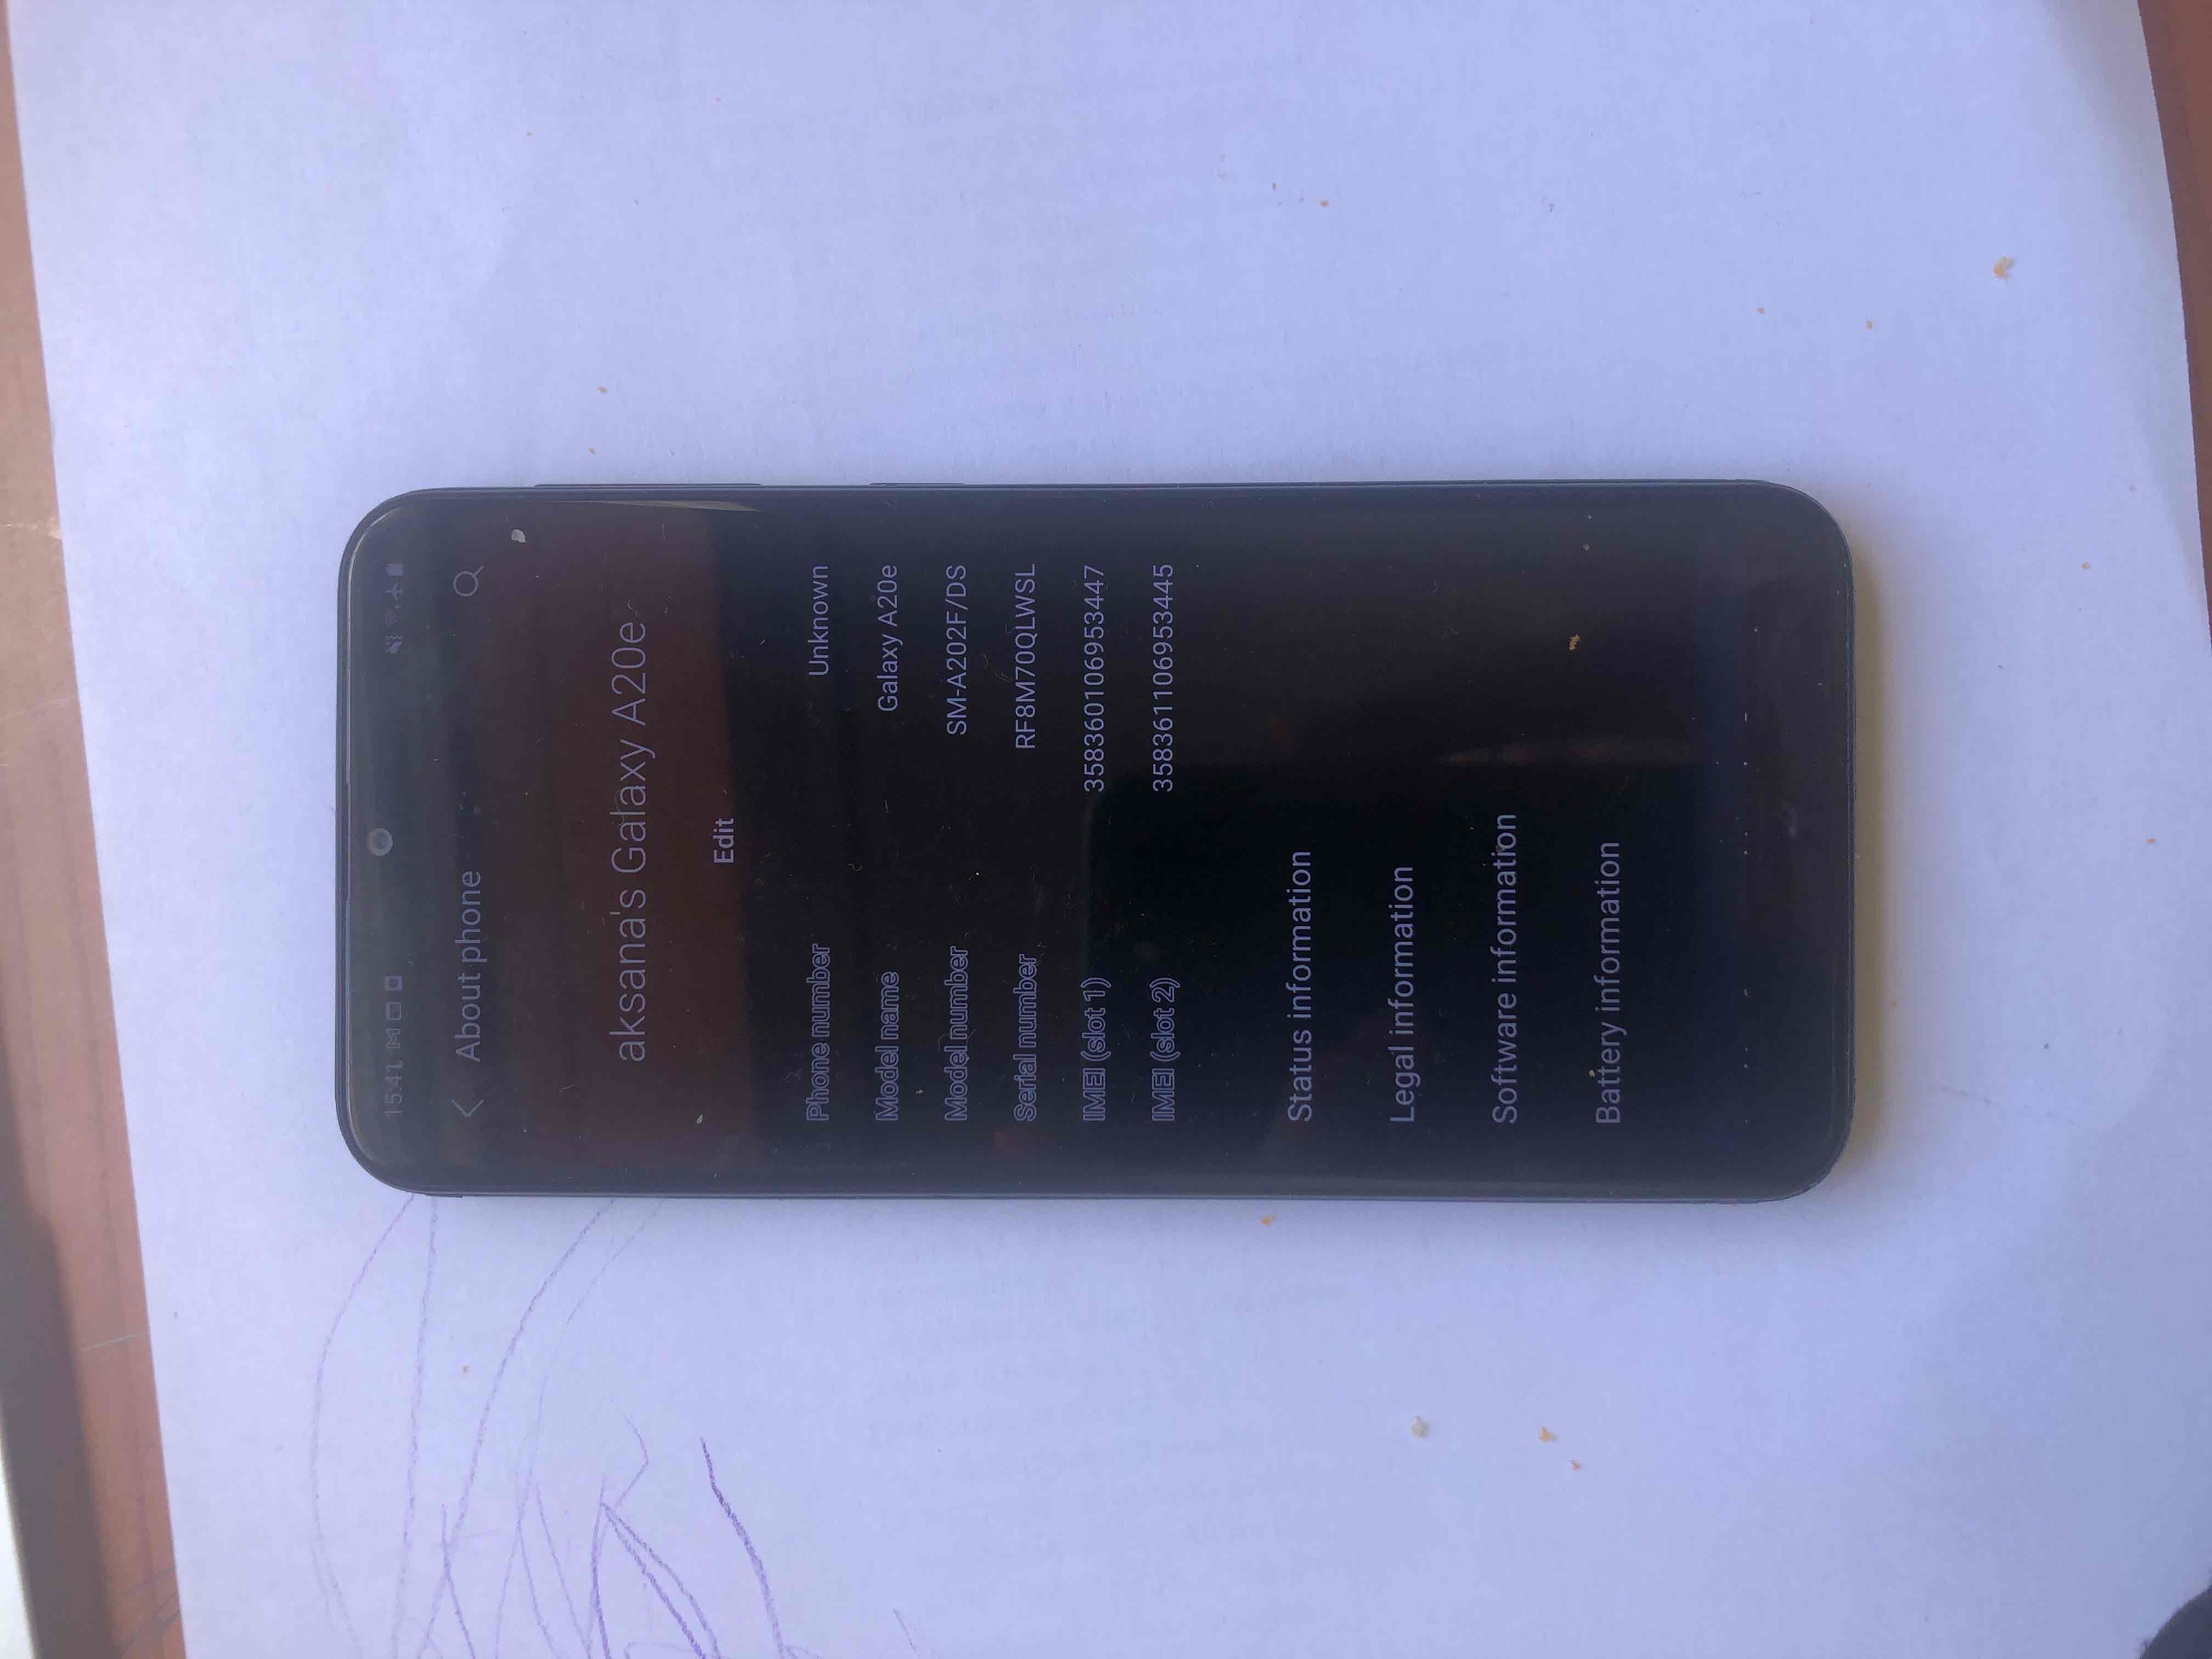 15:41
About phone
aksana's Galaxy A20e
Edit
Phone number Unknown
Model name Galaxy A20e
Model number SM-A202F/DS
Serial number RF8M70QLWSL
IMEI (slot 1) 358360106953447
IMEI (slot 2) 358361106953445
Status information
Legal information
Software information
Battery information